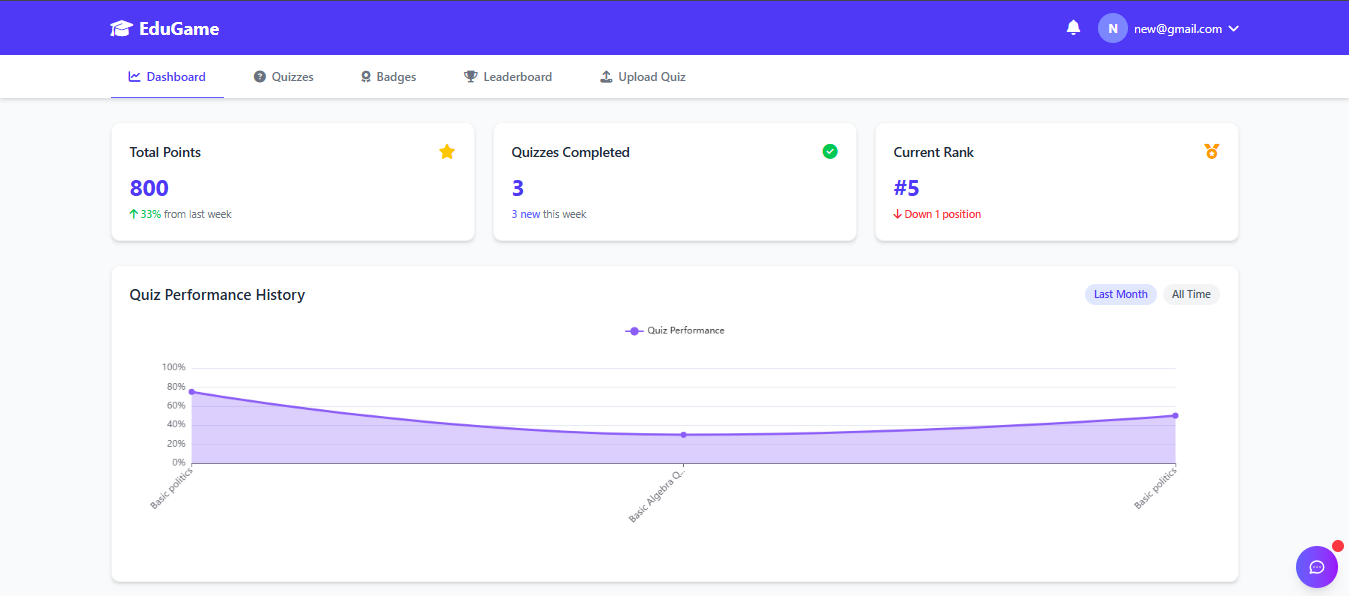 EduGame
N new@gmail.com
Dashboard Quizzes Badges Leaderboard Upload Quiz
Total Points
800
33% from last week
Quizzes Completed
3
3 new this week
Current Rank
#5
Down 1 position
Quiz Performance History
Last Month All Time
Quiz Performance
100%
80%
60%
40%
20%
0%
Basic politics
Basic Algebra Q...
Basic politics